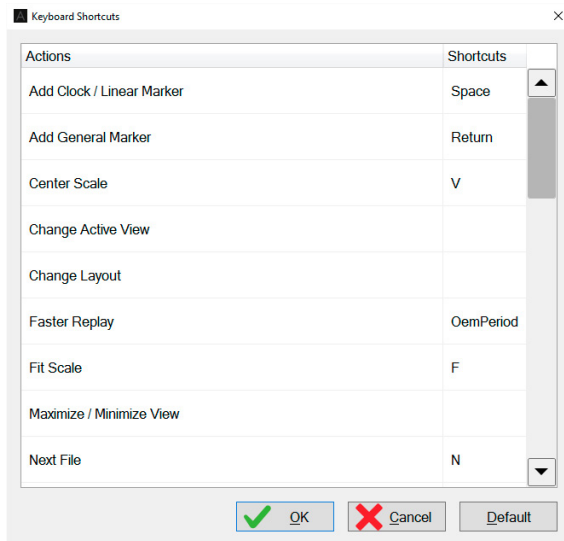 Keyboard Shortcuts
Actions Shortcuts
Add Clock / Linear Marker Space
Add General Marker Return
Center Scale V
Change Active View
Change Layout
Faster Replay OemPeriod
Fit Scale F
Maximize / Minimize View
Next File N
OK Cancel Default